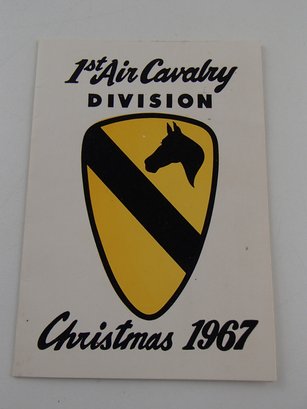 1st Air Cavalry
DIVISION
Christmas 1967